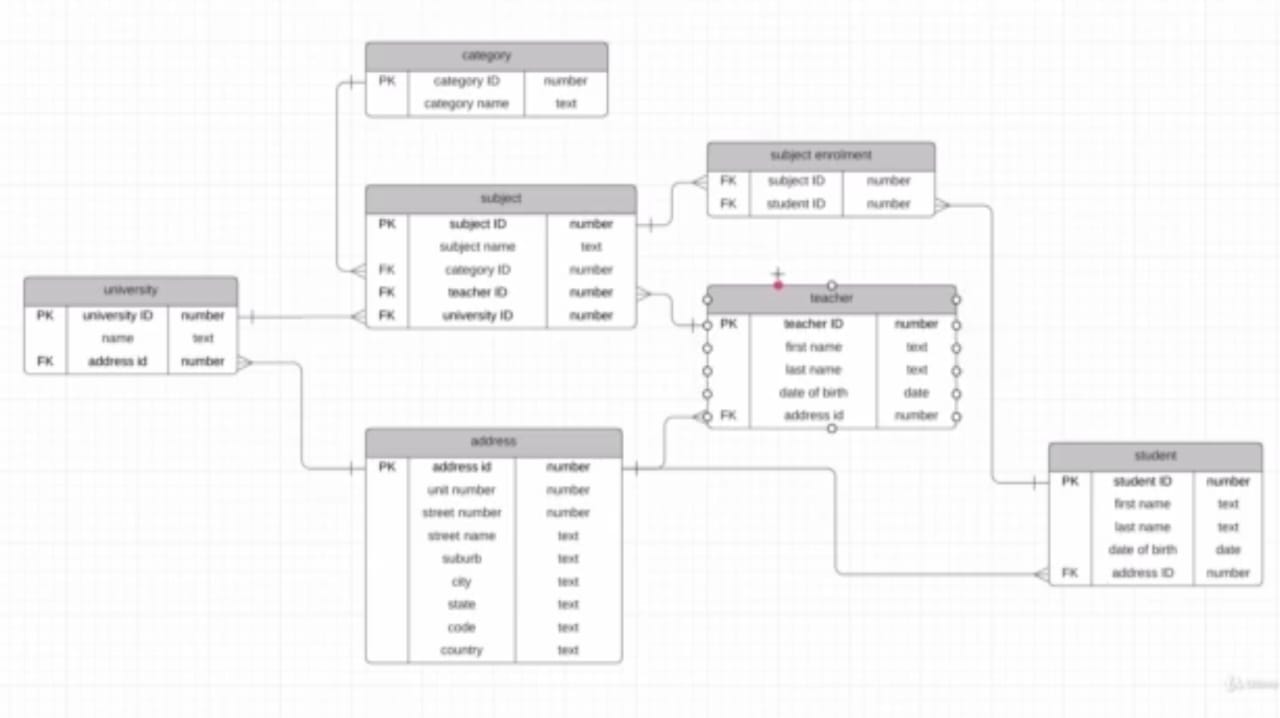 category
PK category ID number
category name text
subject enrolment
FK subject ID number
FK student ID number
subject
PK subject ID number
subject name text
FK category ID number
FK teacher ID number
FK university ID number
university
PK university ID number
name text
FK address id number
teacher
PK teacher ID number
first name text
last name text
date of birth date
FK address id number
address
PK address id number
unit number number
street number number
street name text
suburb text
city text
state text
code text
country text
student
PK student ID number
first name text
last name text
date of birth date
FK address ID number